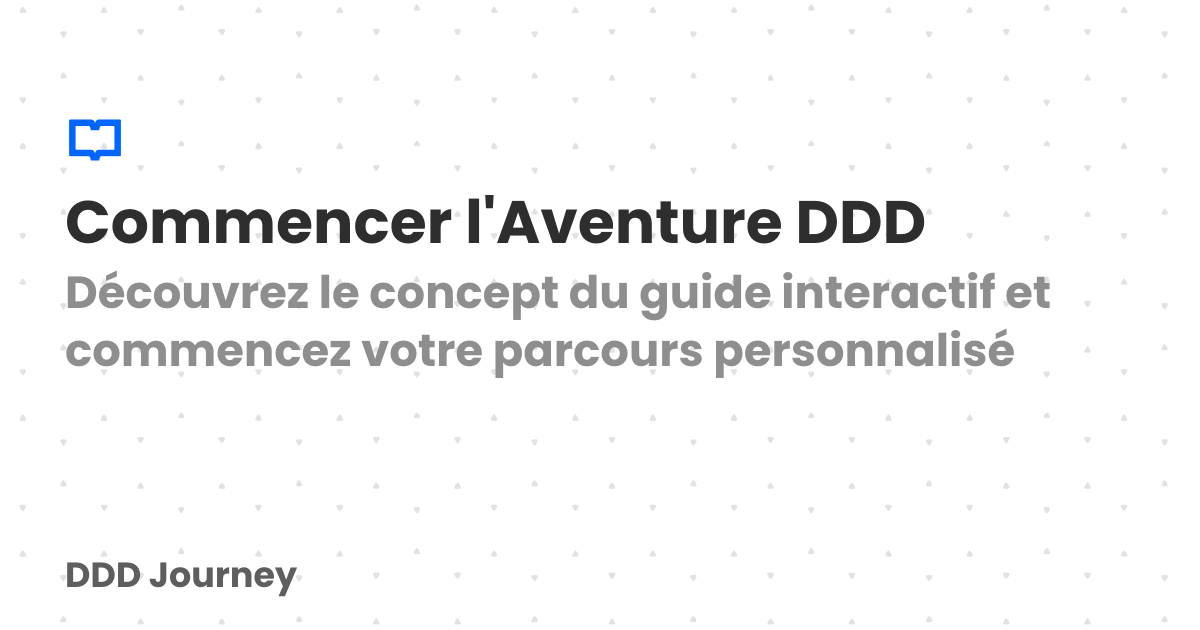 Commencer l'Aventure DDD
Découvrez le concept du guide interactif et
commencez votre parcours personnalisé
DDD Journey